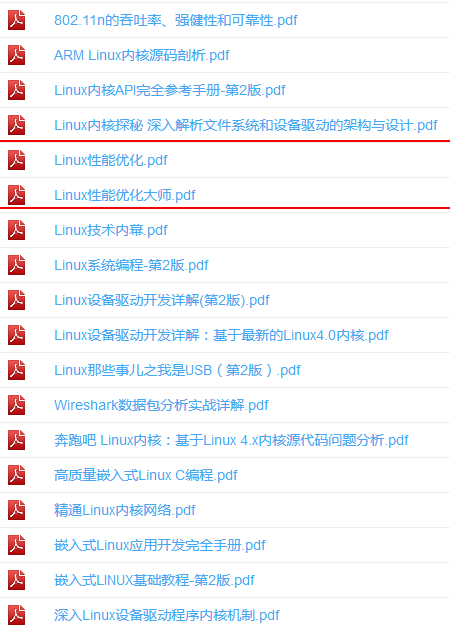 802.11n的吞吐率、强健性和可靠性.pdf
ARM Linux内核源码剖析.pdf
Linux内核API完全参考手册-第2版.pdf
Linux内核探秘 深入解析文件系统和设备驱动的架构与设计.pdf
Linux性能优化.pdf
Linux性能优化大师.pdf
Linux技术内幕.pdf
Linux系统编程-第2版.pdf
Linux设备驱动开发详解(第2版).pdf
Linux设备驱动开发详解：基于最新的Linux4.0内核.pdf
Linux那些事儿之我是USB（第2版）.pdf
Wireshark数据包分析实战详解.pdf
奔跑吧 Linux内核：基于Linux 4.x内核源代码问题分析.pdf
高质量嵌入式Linux C编程.pdf
精通Linux内核网络.pdf
嵌入式Linux应用开发完全手册.pdf
嵌入式LINUX基础教程-第2版.pdf
深入Linux设备驱动程序内核机制.pdf